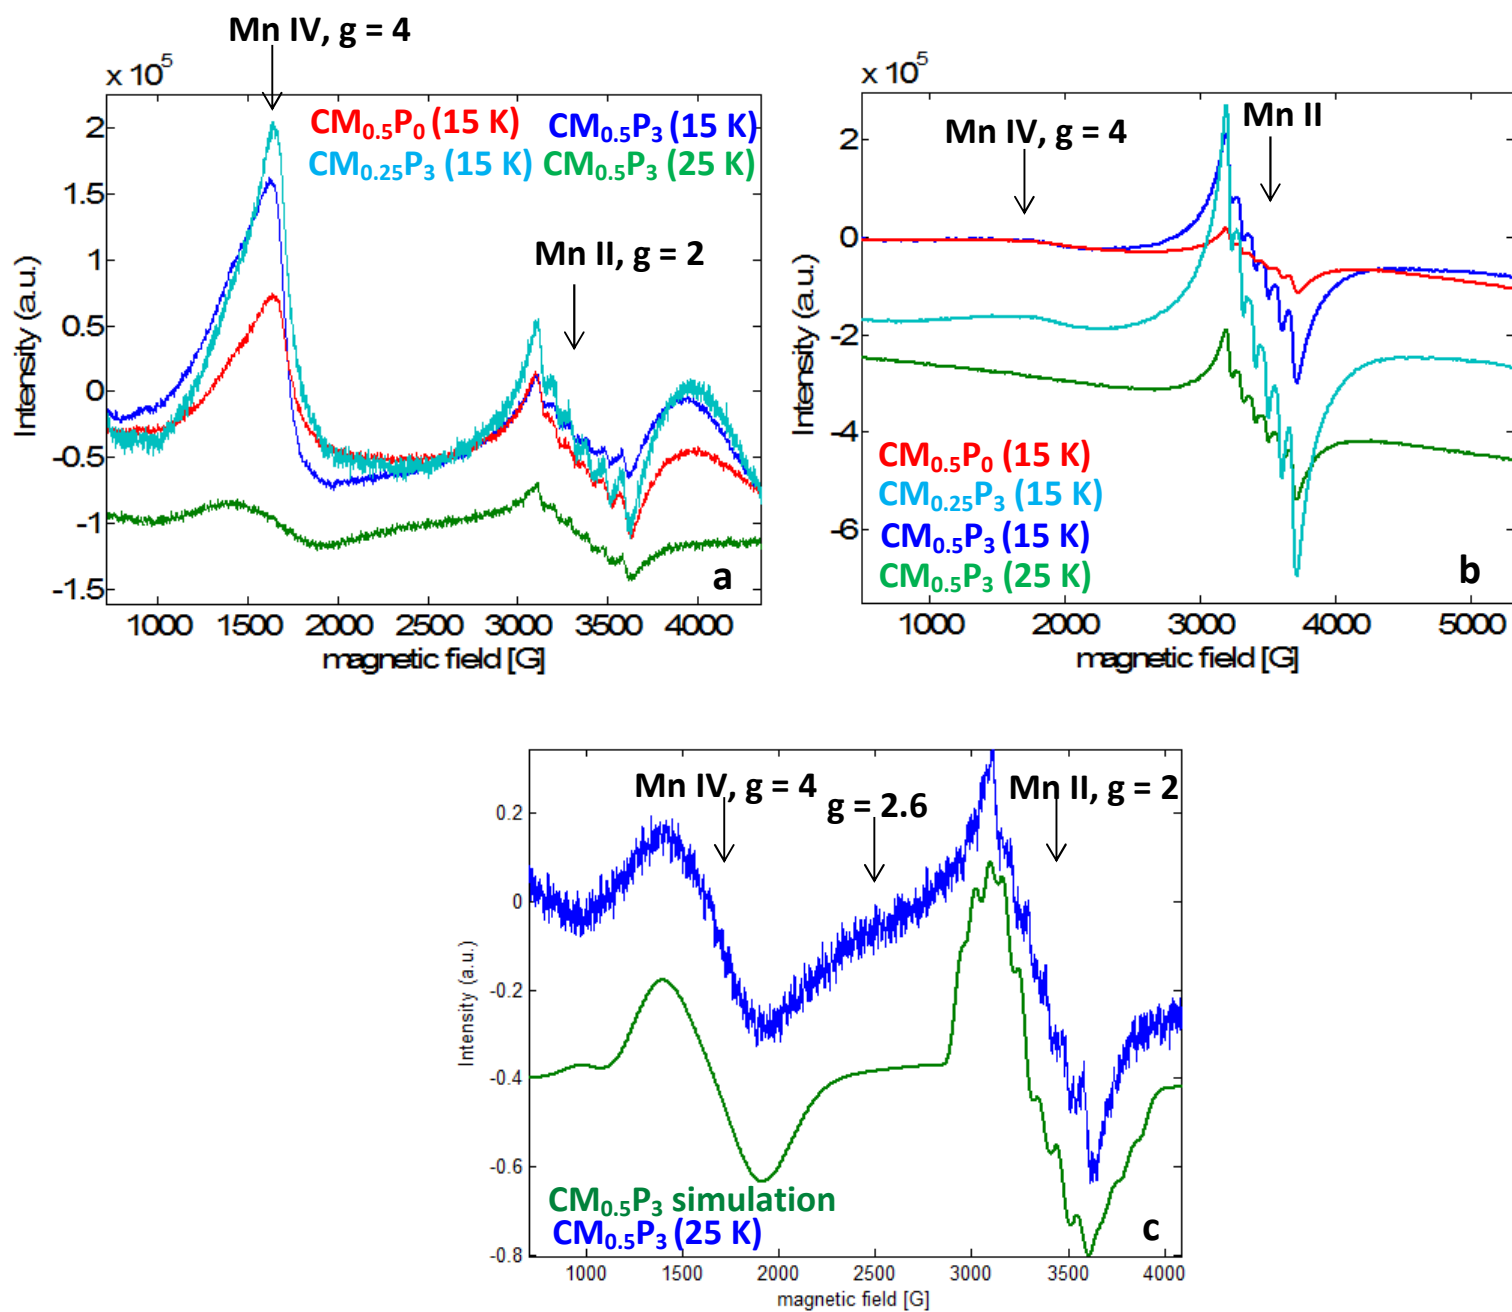 Mn IV, g = 4
x 10^5
CM0.5P0 (15 K) CM0.5P3 (15 K)
CM0.25P3 (15 K) CM0.5P3 (25 K)
Mn II, g = 2
2
1.5
1
0.5
0
-0.5
-1
-1.5
Intensity (a.u.)
a
1000 1500 2000 2500 3000 3500 4000
magnetic field [G]
x 10^5
Mn IV, g = 4
Mn II
2
0
-2
-4
-6
Intensity (a.u.)
CM0.5P0 (15 K)
CM0.25P3 (15 K)
CM0.5P3 (15 K)
CM0.5P3 (25 K)
b
1000 2000 3000 4000 5000
magnetic field [G]
Mn IV, g = 4
g = 2.6
Mn II, g = 2
0.2
0
-0.2
-0.4
-0.6
-0.8
Intensity (a.u.)
CM0.5P3 simulation
CM0.5P3 (25 K)
c
1000 1500 2000 2500 3000 3500 4000
magnetic field [G]